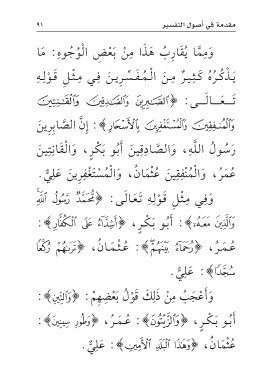 مقدمة في أصول التفسير ٩١
وَمِمَّا يُقَارِبُ هَذَا مِنْ بَعْضِ الْوُجُوهِ: مَا
يَذْكُرُهُ كَثِيرٌ مِنَ الْمُفَسِّرِينَ فِي مِثْلِ قَوْلِهِ
تَعَالَى: ﴿الصَّابِرِينَ وَالصَّادِقِينَ وَالْقَانِتِينَ
وَالْمُنفِقِينَ وَالْمُسْتَغْفِرِينَ بِالْأَسْحَارِ﴾: إِنَّ الصَّابِرِينَ
رَسُولُ اللَّهِ، وَالصَّادِقِينَ أَبُو بَكْرٍ، وَالْقَانِتِينَ
عُمَرُ، وَالْمُنْفِقِينَ عُثْمَانُ، وَالْمُسْتَغْفِرِينَ عَلِيٌّ.
وَفِي مِثْلِ قَوْلِهِ تَعَالَى: ﴿مُّحَمَّدٌ رَّسُولُ اللَّهِ
وَالَّذِينَ مَعَهُ﴾: أَبُو بَكْرٍ، ﴿أَشِدَّاءُ عَلَى الْكُفَّارِ﴾:
عُمَرُ، ﴿رُحَمَاءُ بَيْنَهُمْ﴾: عُثْمَانُ، ﴿تَرَاهُمْ رُكَّعًا
سُجَّدًا﴾: عَلِيٌّ.
وَأَعْجَبُ مِنْ ذَلِكَ قَوْلُ بَعْضِهِمْ: ﴿وَالتِّينِ﴾:
أَبُو بَكْرٍ، ﴿وَالزَّيْتُونِ﴾: عُمَرُ، ﴿وَطُورِ سِينِينَ﴾:
عُثْمَانُ، ﴿وَهَذَا الْبَلَدِ الْأَمِينِ﴾: عَلِيٌّ.